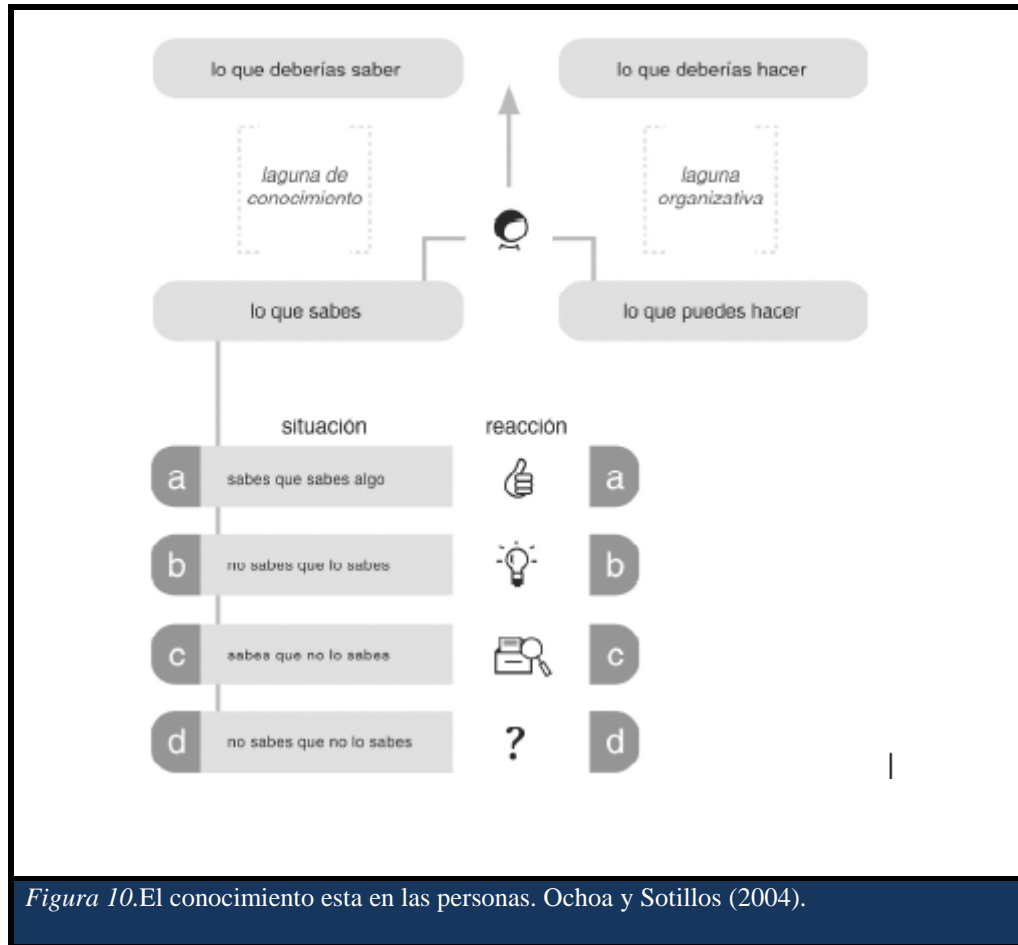 lo que deberías saber
lo que deberías hacer
laguna de
conocimiento
laguna
organizativa
lo que sabes
lo que puedes hacer
situación
reacción
a
sabes que sabes algo
a
b
no sabes que lo sabes
b
c
sabes que no lo sabes
c
d
no sabes que no lo sabes
?
d
Figura 10.El conocimiento esta en las personas. Ochoa y Sotillos (2004).